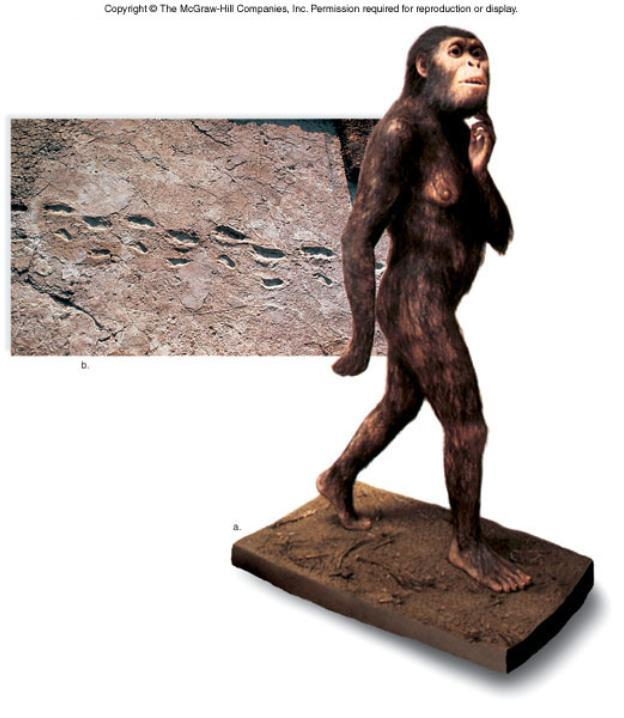 Copyright © The McGraw-Hill Companies, Inc. Permission required for reproduction or display.
b.
a.